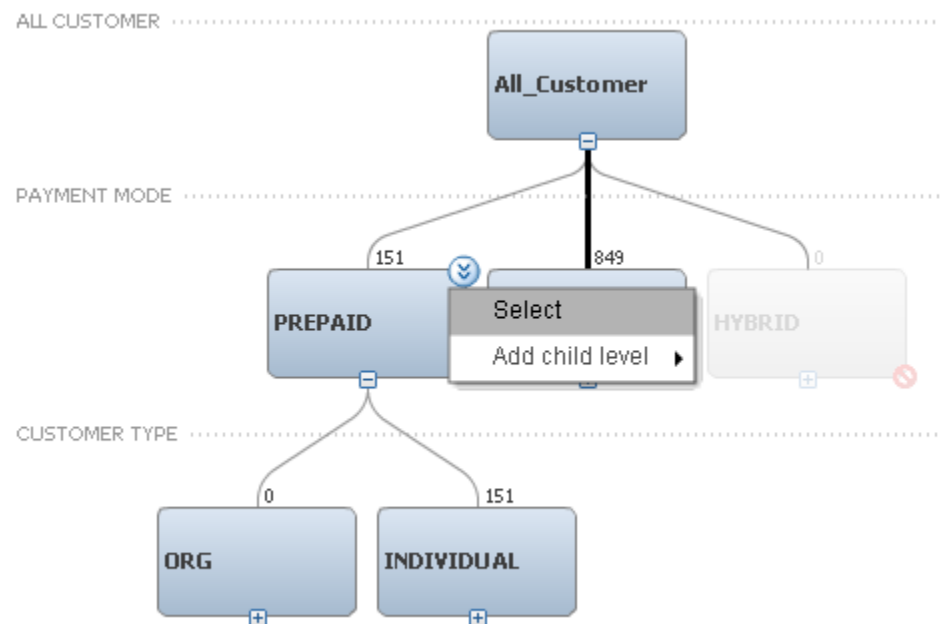 ALL CUSTOMER
All_Customer
PAYMENT MODE
151
849
0
PREPAID
Select
Add child level
HYBRID
CUSTOMER TYPE
0
151
ORG
INDIVIDUAL